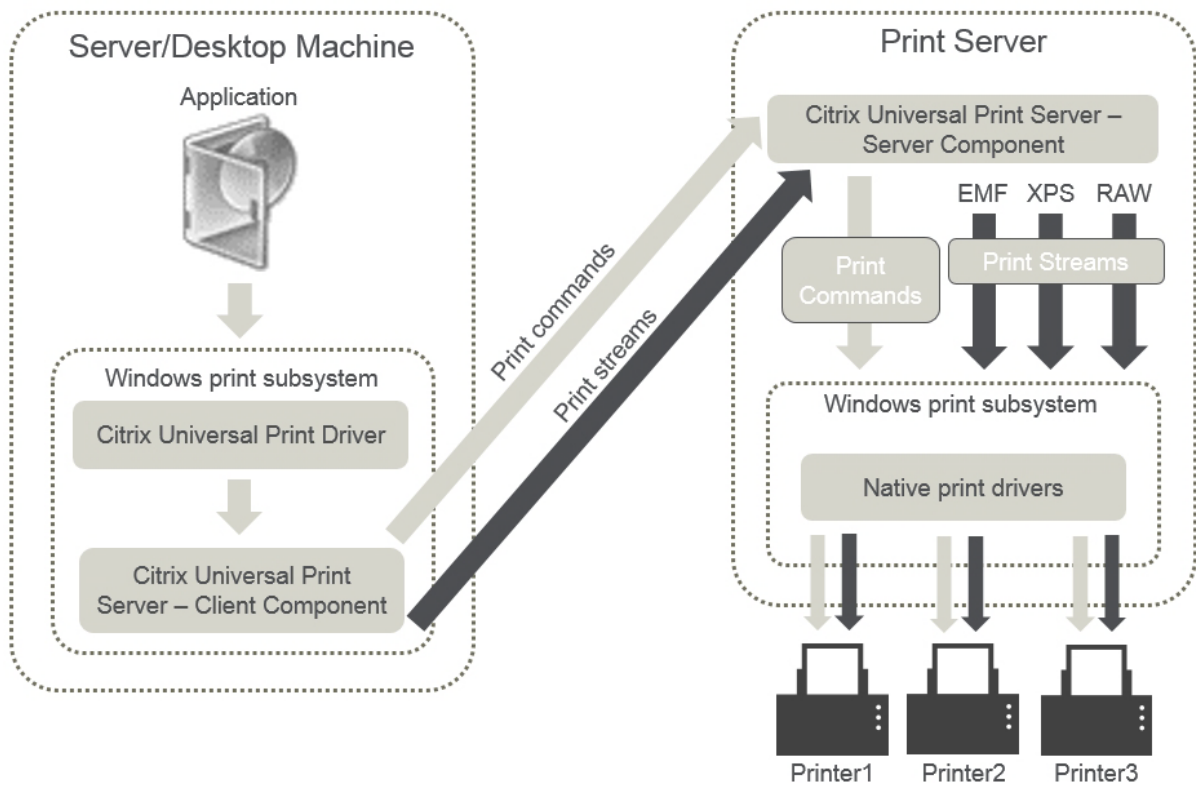 Server/Desktop Machine
Application
Windows print subsystem
Citrix Universal Print Driver
Citrix Universal Print
Server – Client Component
Print commands
Print streams
Print Server
Citrix Universal Print Server –
Server Component
EMF XPS RAW
Print
Commands
Print Streams
Windows print subsystem
Native print drivers
Printer1 Printer2 Printer3